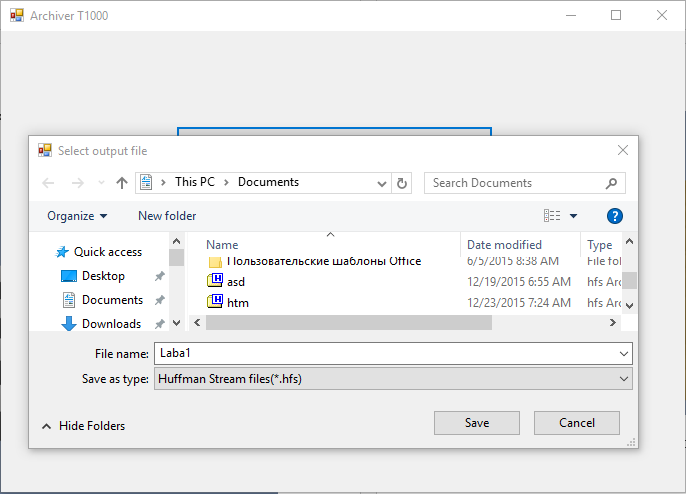 Archiver T1000
Select output file
This PC > Documents
Search Documents
Organize
New folder
?
Name
Date modified
Type
Quick access
Desktop
Documents
Downloads
Пользовательские шаблоны Office
6/5/2015 8:38 AM
File fol
asd
12/19/2015 6:55 AM
hfs Arc
htm
12/23/2015 7:24 AM
hfs Arc
File name:
Laba1
Save as type:
Huffman Stream files(*.hfs)
Hide Folders
Save
Cancel